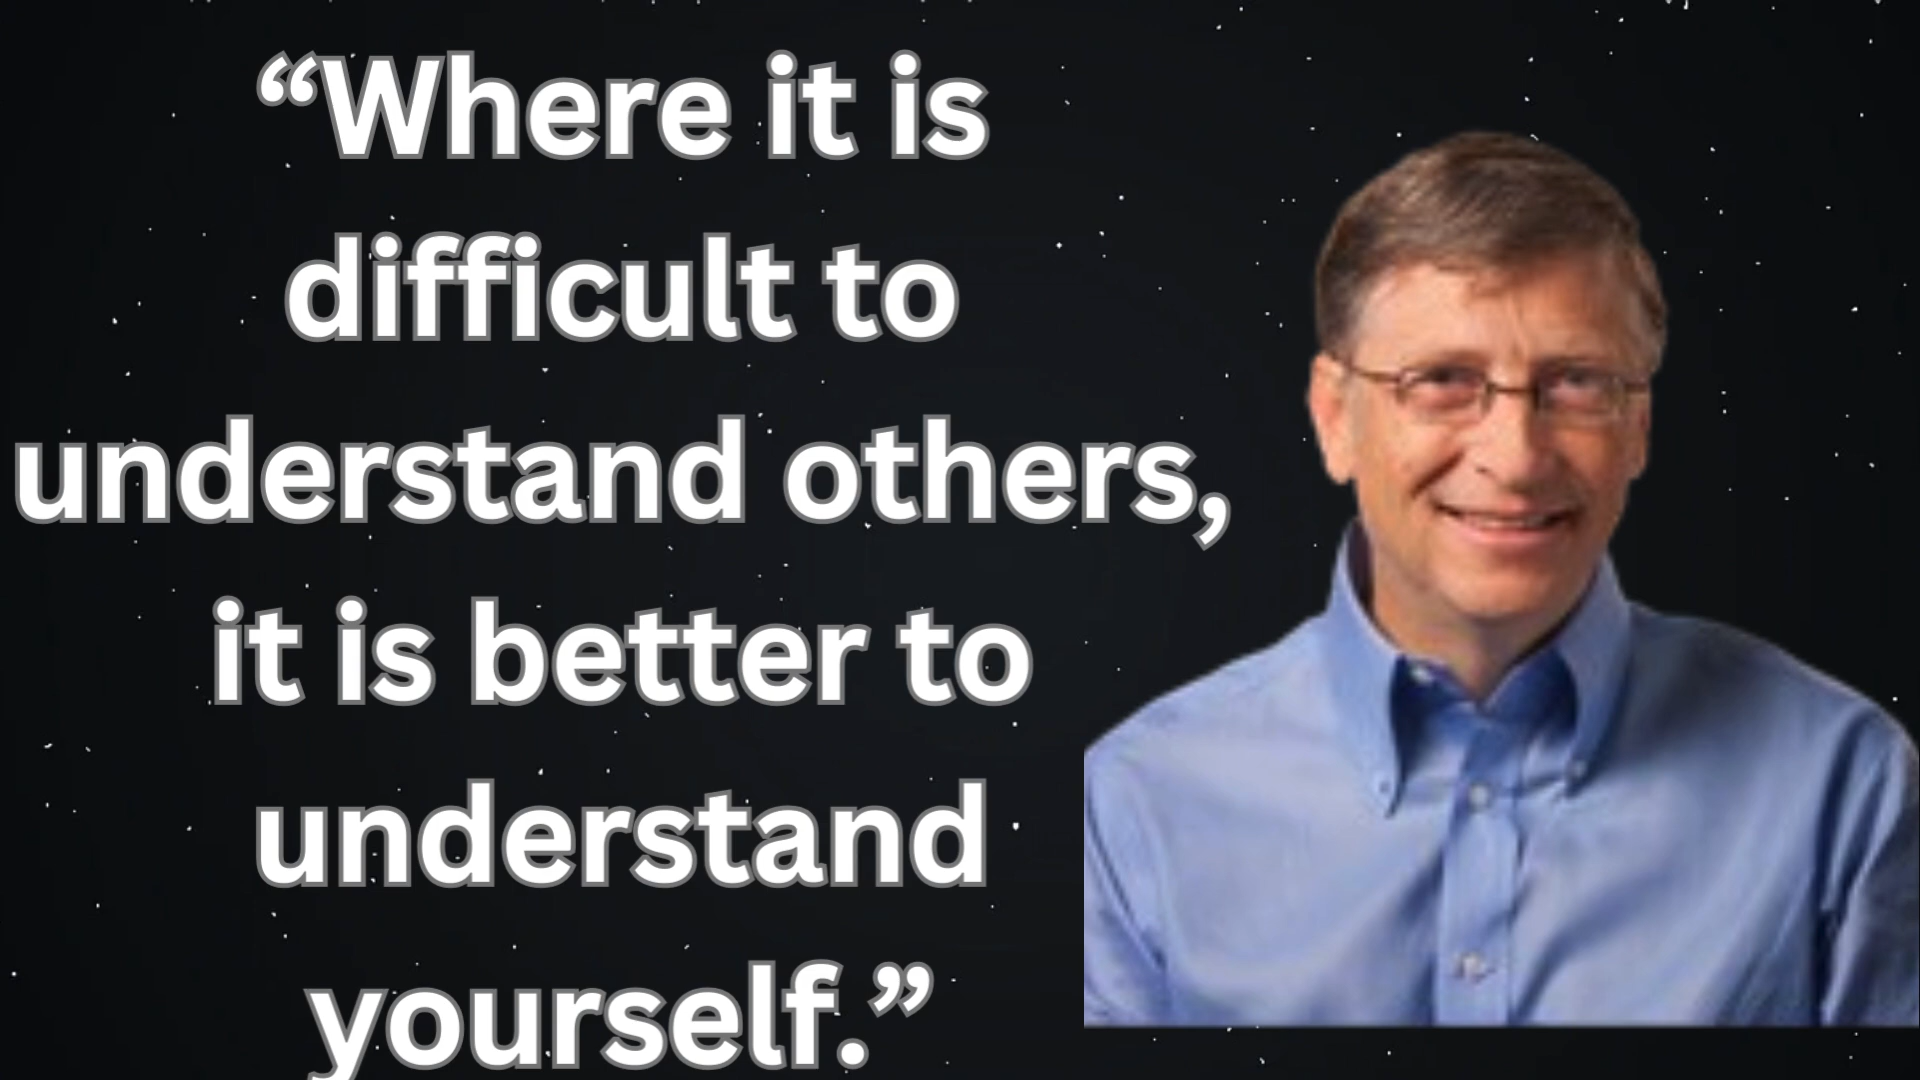 “Where it is
difficult to
understand others,
it is better to
understand
yourself.”